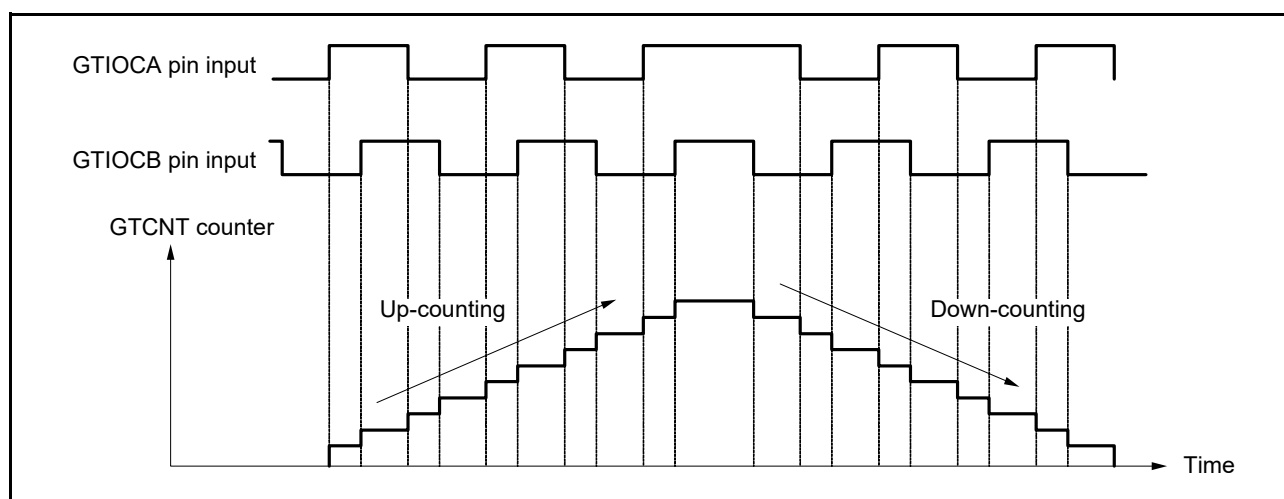 GTIOCA pin input
GTIOCB pin input
GTCNT counter
Up-counting
Down-counting
Time